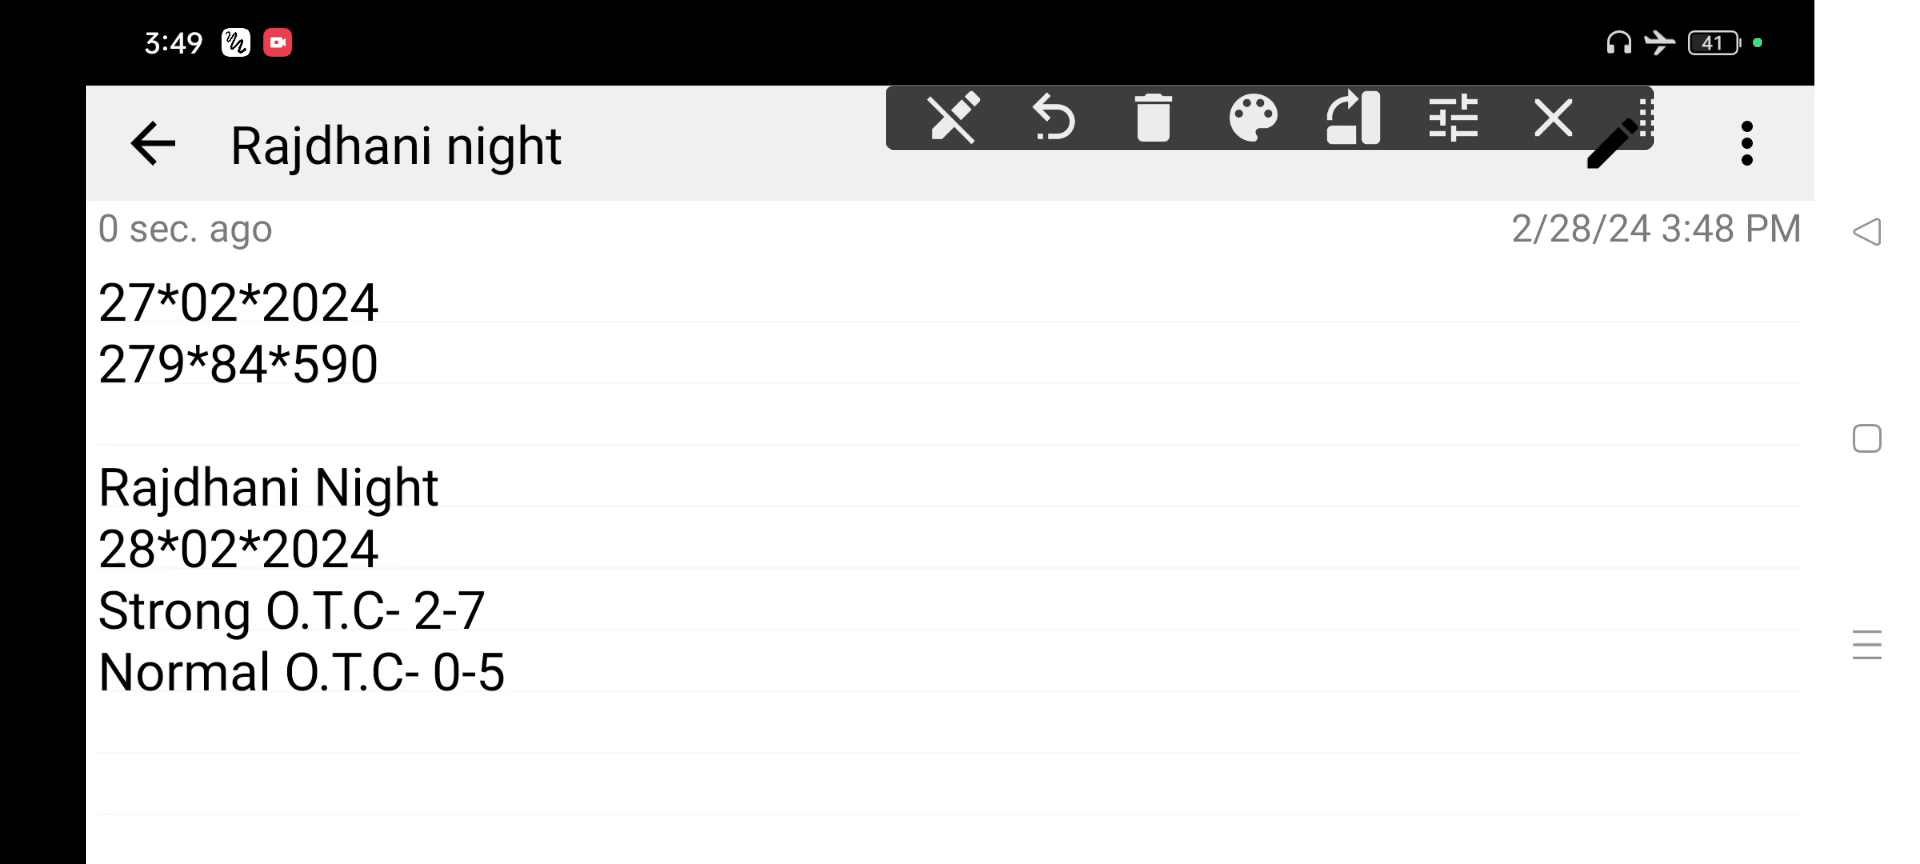 3:49
41
Rajdhani night
0 sec. ago
2/28/24 3:48 PM
27*02*2024
279*84*590
Rajdhani Night
28*02*2024
Strong O.T.C- 2-7
Normal O.T.C- 0-5